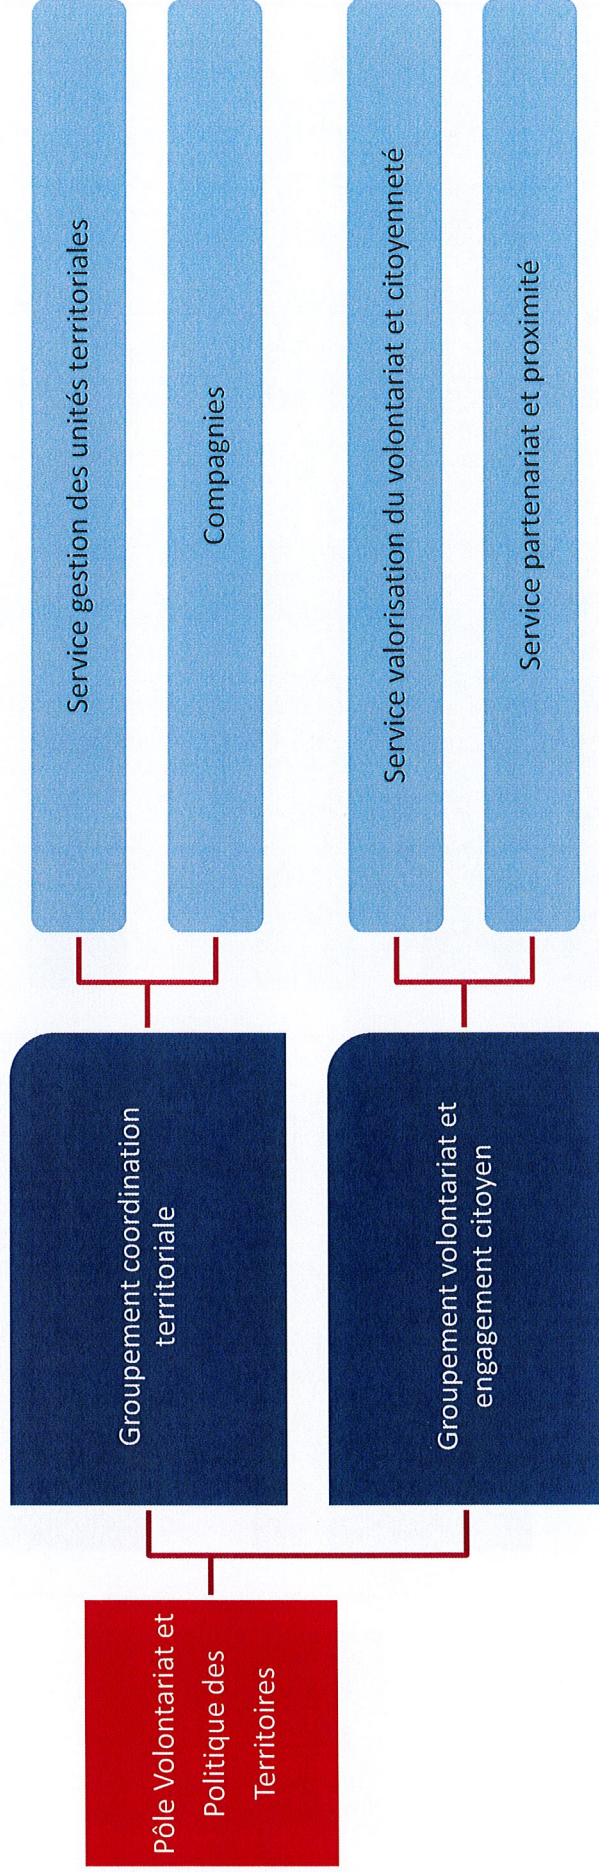 Pôle Volontariat et
Politique des
Territoires
Groupement coordination
territoriale
Service gestion des unités territoriales
Compagnies
Groupement volontariat et
engagement citoyen
Service valorisation du volontariat et citoyenneté
Service partenariat et proximité